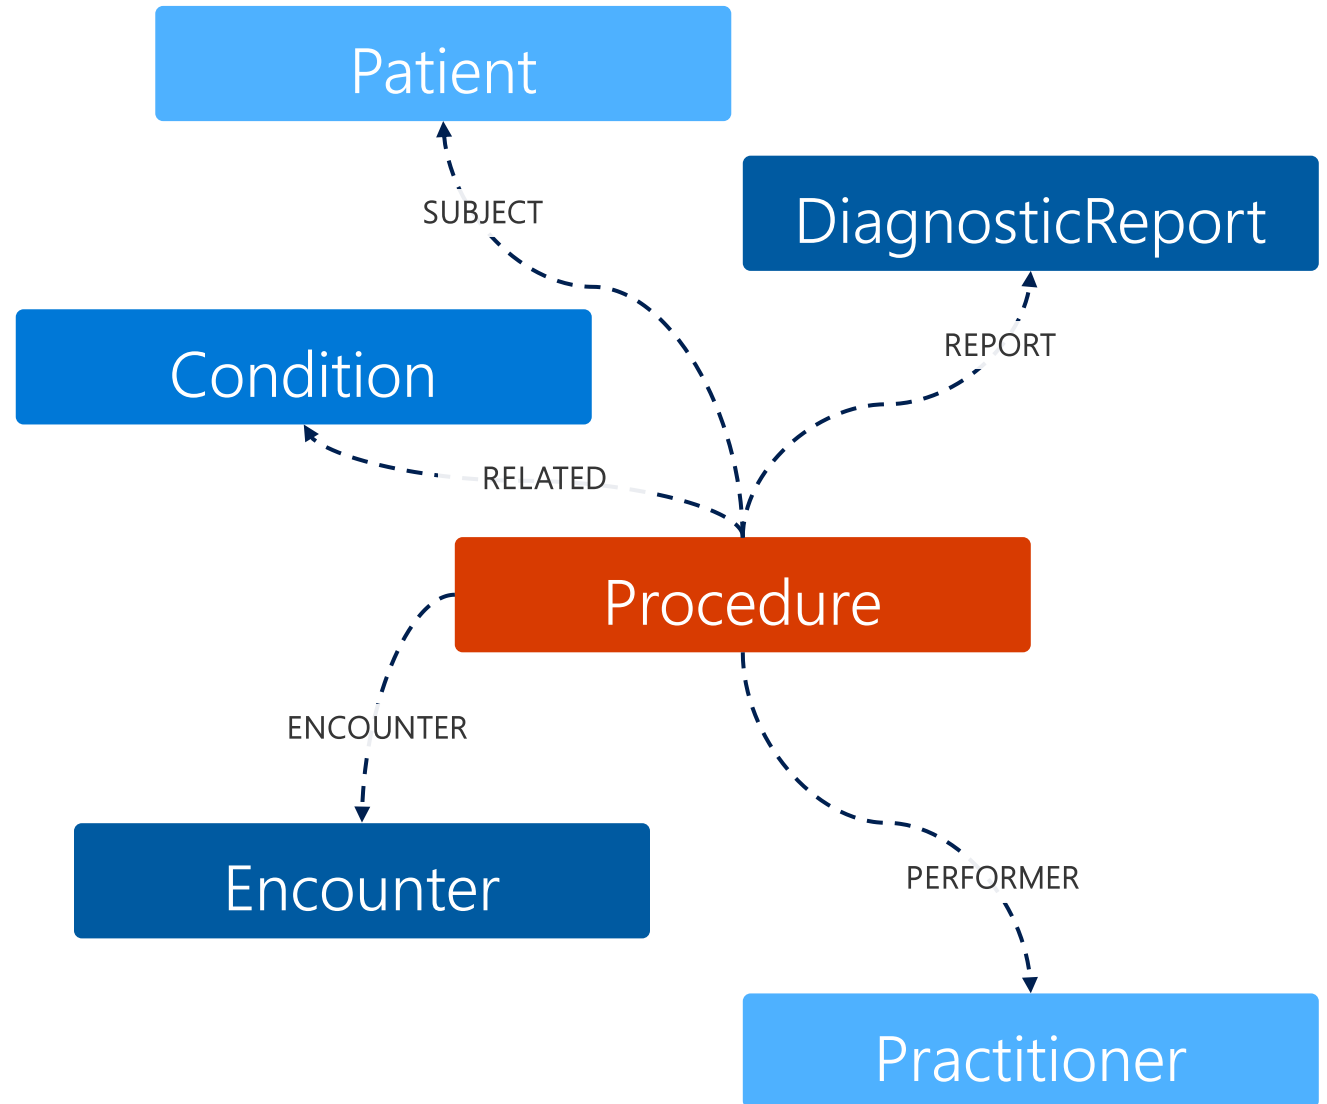 Patient
SUBJECT
DiagnosticReport
REPORT
Condition
RELATED
Procedure
ENCOUNTER
Encounter
PERFORMER
Practitioner